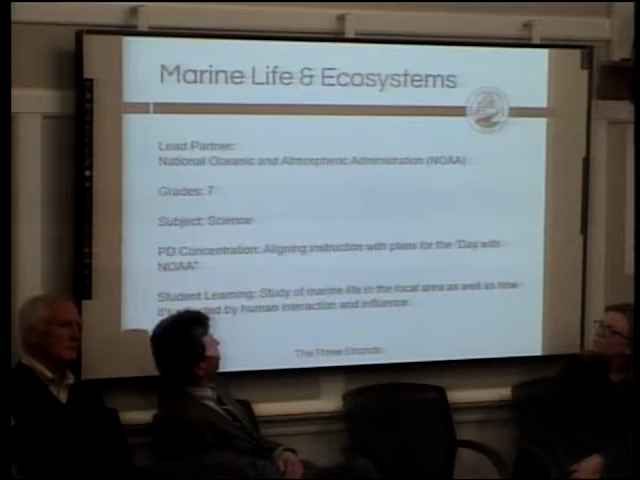 Marine Life & Ecosystems
Lead Partner:
National Oceanic and Atmospheric Administration (NOAA)
Grades: 7
Subject: Science
PD Concentration: Aligning instruction with plans for the "Day with
NOAA"
Student Learning: Study of marine life in the local area as well as how
by human interaction and influence
The Three Strands